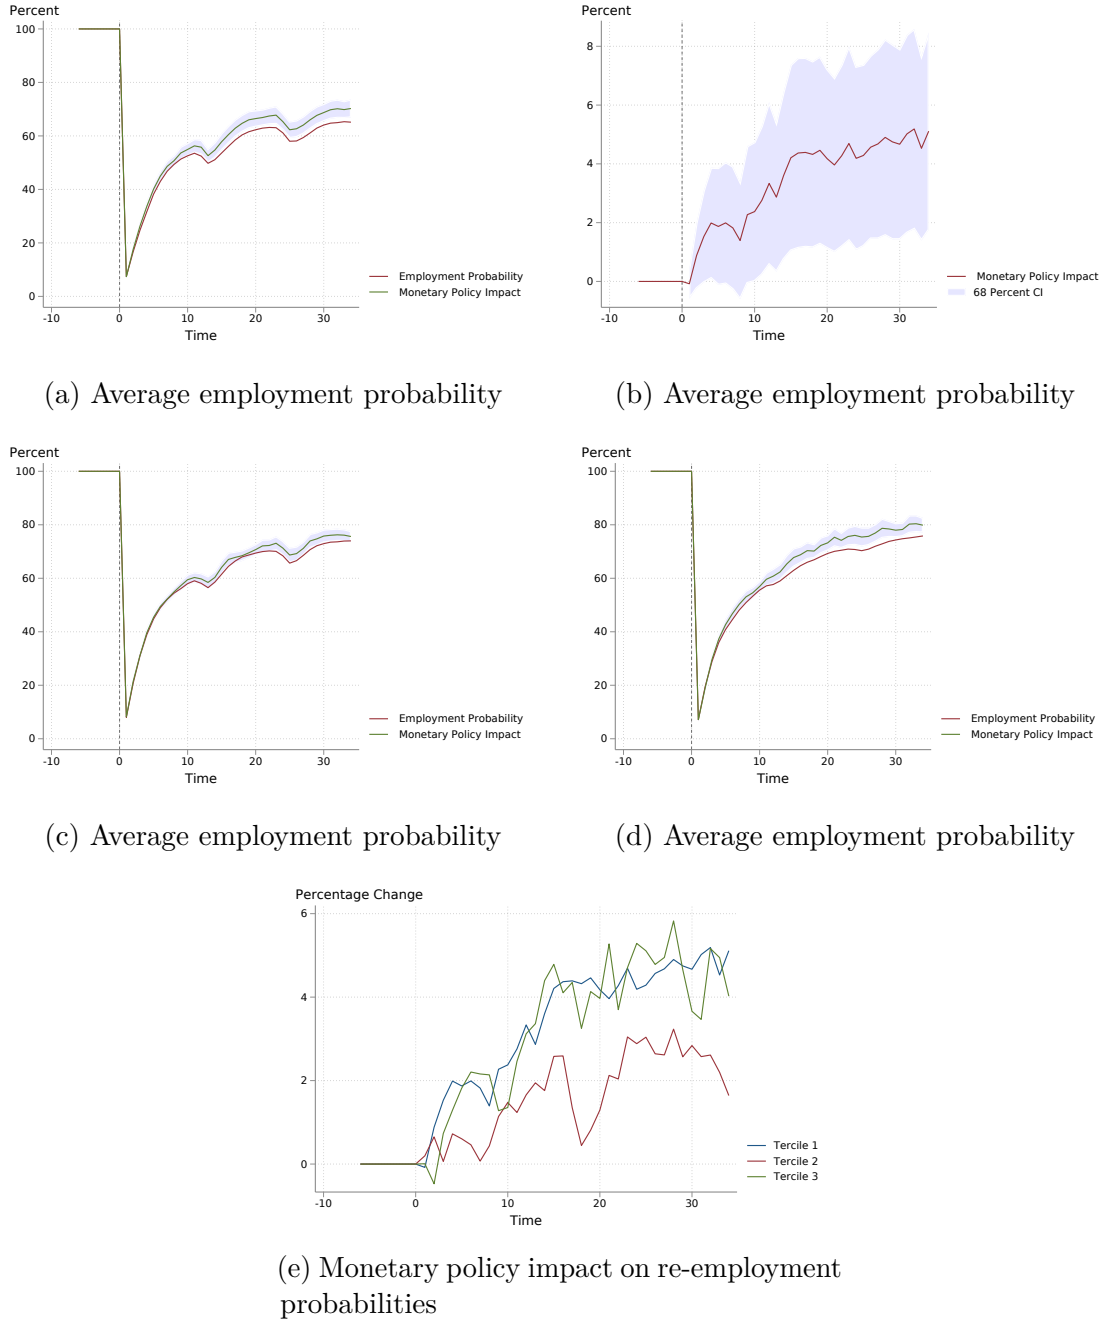 Percent
100
80
60
40
20
0
-10 0 10 20 30
Time
Employment Probability
Monetary Policy Impact
(a) Average employment probability
Percent
8
6
4
2
0
-10 0 10 20 30
Time
Monetary Policy Impact
68 Percent CI
(b) Average employment probability
Percent
100
80
60
40
20
0
-10 0 10 20 30
Time
Employment Probability
Monetary Policy Impact
(c) Average employment probability
Percent
100
80
60
40
20
0
-10 0 10 20 30
Time
Employment Probability
Monetary Policy Impact
(d) Average employment probability
Percentage Change
6
4
2
0
-10 0 10 20 30
Time
Tercile 1
Tercile 2
Tercile 3
(e) Monetary policy impact on re-employment
probabilities